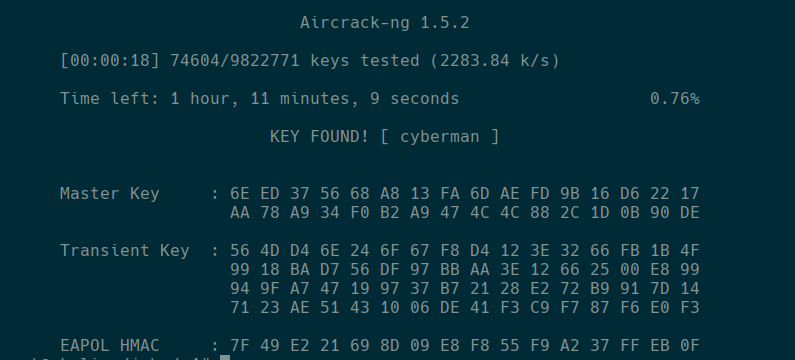 Aircrack-ng 1.5.2
[00:00:18] 74604/9822771 keys tested (2283.84 k/s)
Time left: 1 hour, 11 minutes, 9 seconds 0.76%
KEY FOUND! [ cyberman ]
Master Key : 6E ED 37 56 68 A8 13 FA 6D AE FD 9B 16 D6 22 17
AA 78 A9 34 F0 B2 A9 47 4C 4C 88 2C 1D 0B 90 DE
Transient Key : 56 4D D4 6E 24 6F 67 F8 D4 12 3E 32 66 FB 1B 4F
99 18 BA D7 56 DF 97 BB AA 3E 12 66 25 00 E8 99
94 9F A7 47 19 97 37 B7 21 28 E2 72 B9 91 7D 14
71 23 AE 51 43 10 06 DE 41 F3 C9 F7 87 F6 E0 F3
EAPOL HMAC : 7F 49 E2 21 69 8D 09 E8 F8 55 F9 A2 37 FF EB 0F